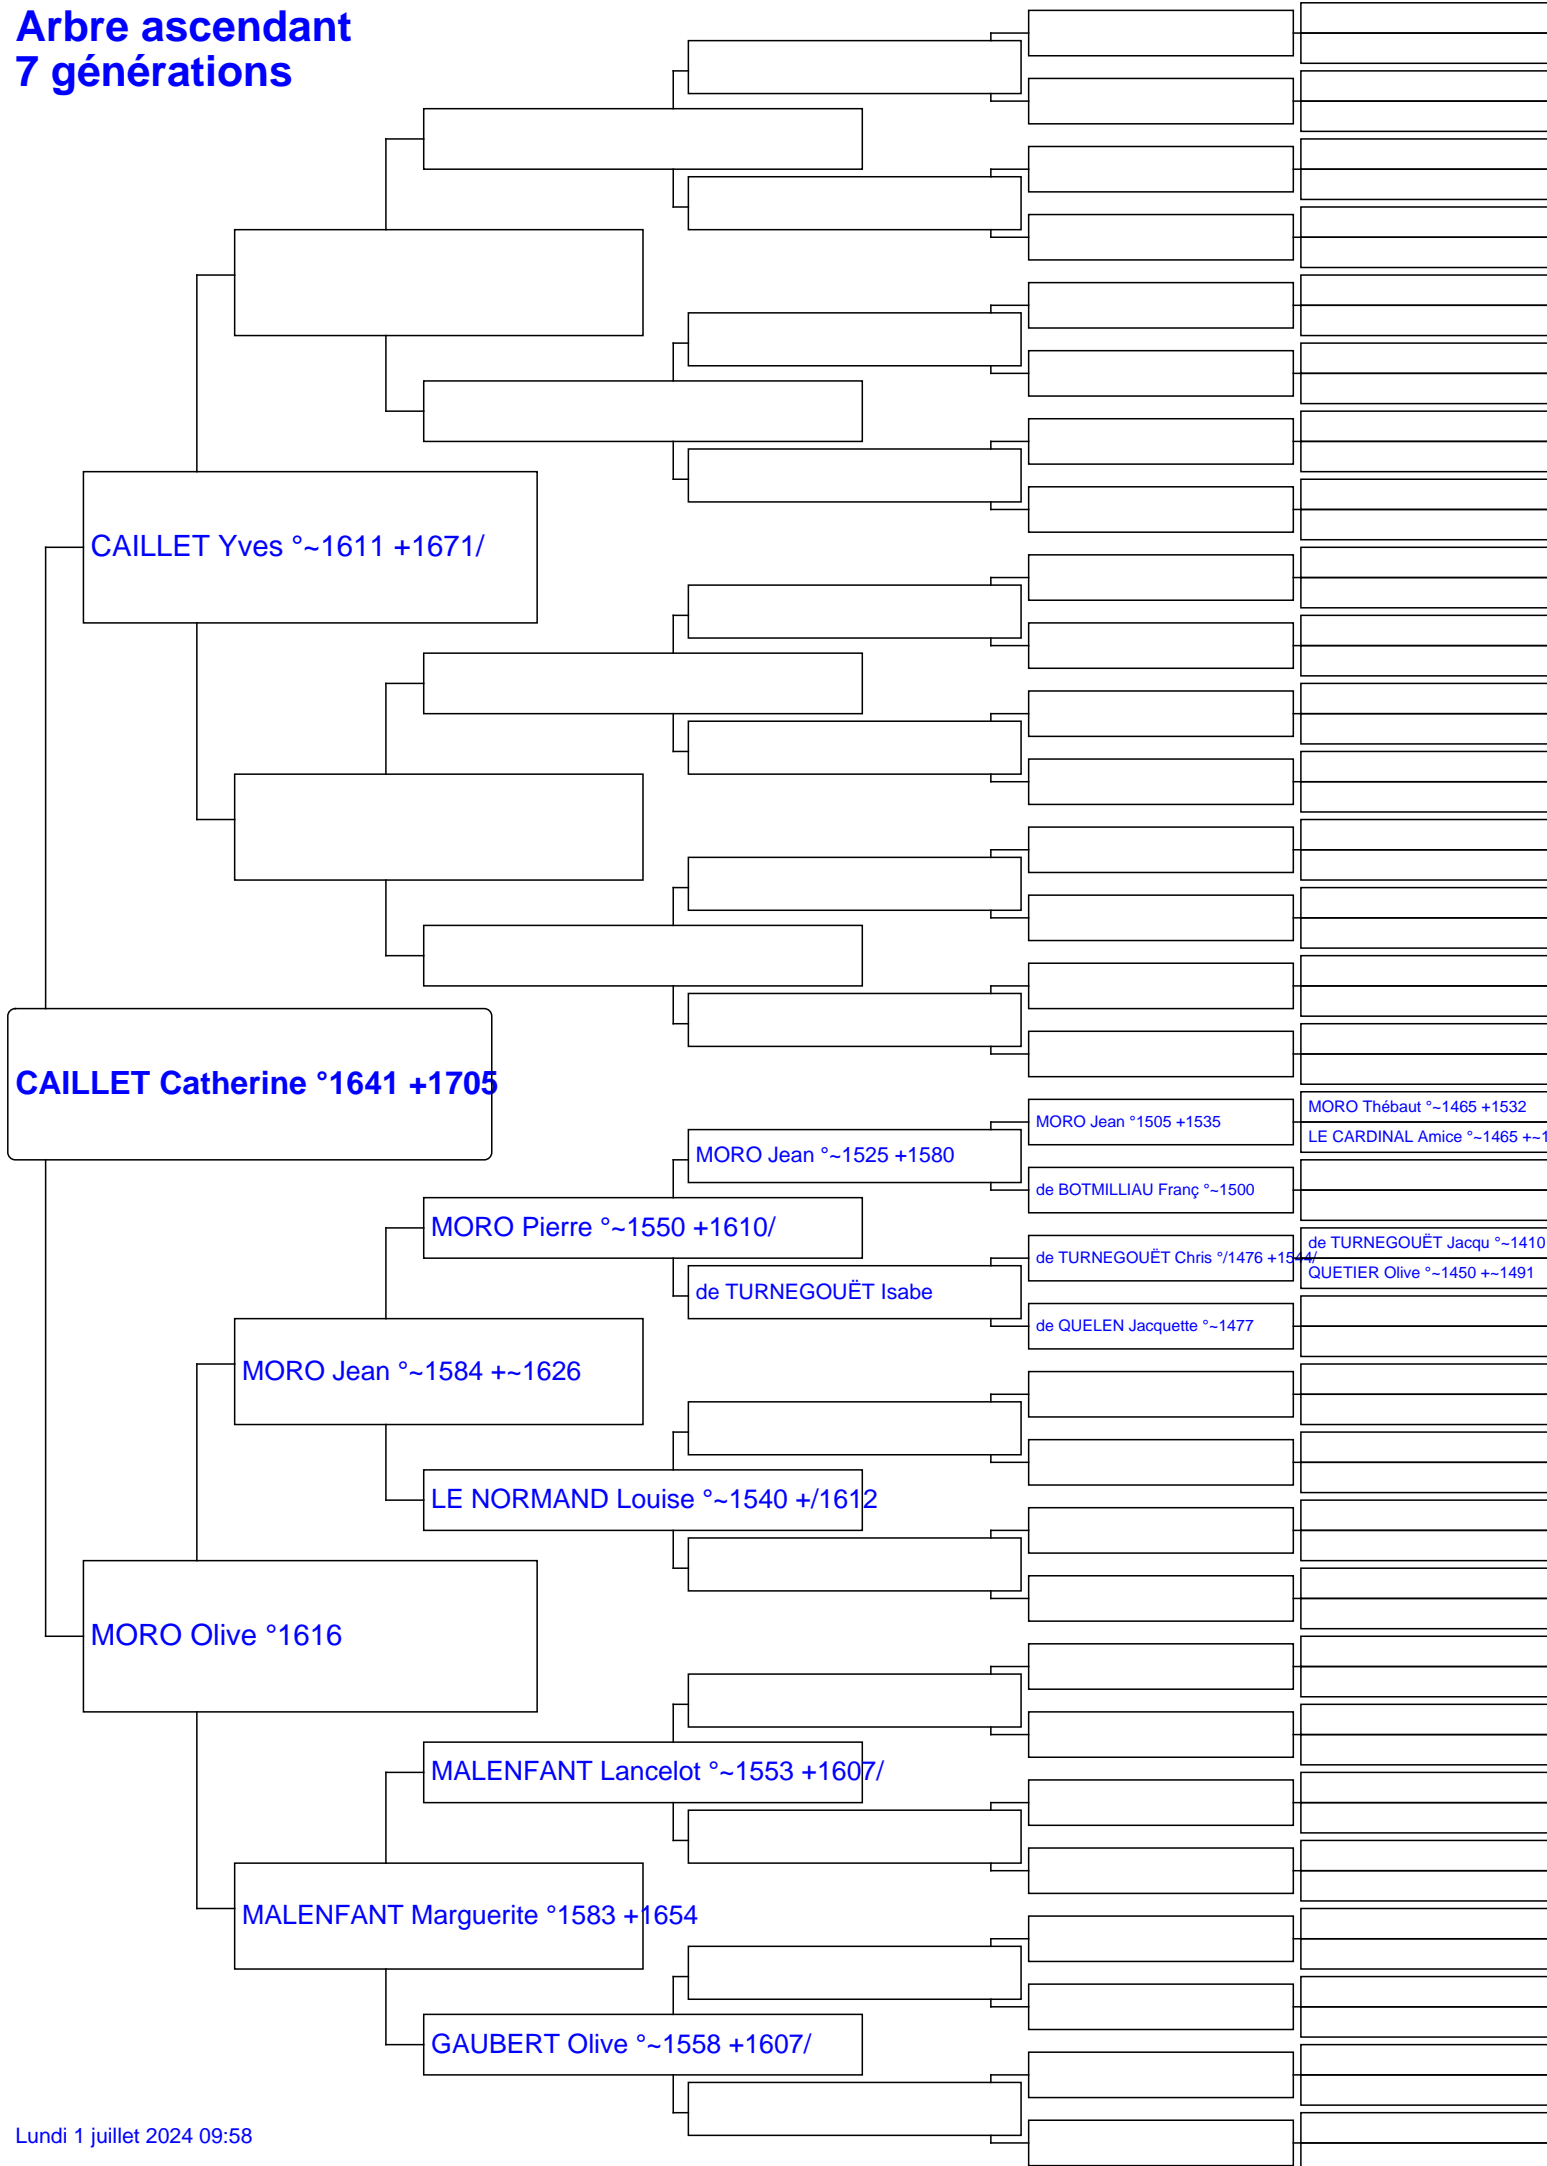 Arbre ascendant
7 générations
CAILLET Yves °~1611 +1671/
CAILLET Catherine °1641 +1705
MORO Thébaut °~1465 +1532
MORO Jean °1505 +1535
LE CARDINAL Amice °~1465 +~1
MORO Jean °~1525 +1580
de BOTMILLIAU Franç °~1500
MORO Pierre °~1550 +1610/
de TURNEGOUËT Jacqu °~1410
de TURNEGOUËT Chris °/1476 +1544/
QUETIER Olive °~1450 +~1491
de TURNEGOUËT Isabe
de QUELEN Jacquette °~1477
MORO Jean °~1584 +~1626
LE NORMAND Louise °~1540 +/1612
MORO Olive °1616
MALENFANT Lancelot °~1553 +1607/
MALENFANT Marguerite °1583 +1654
GAUBERT Olive °~1558 +1607/
Lundi 1 juillet 2024 09:58